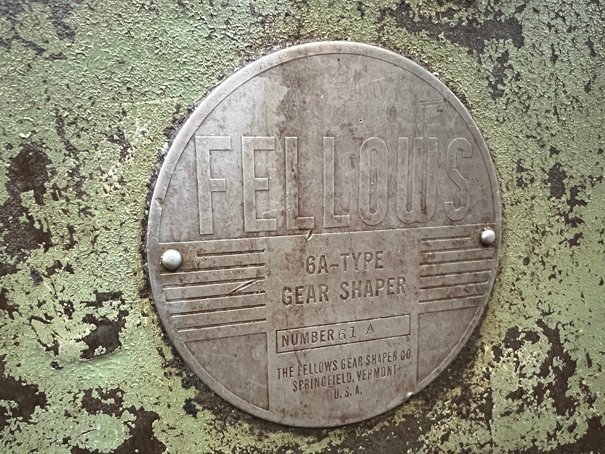 FELLOWS
6A-TYPE
GEAR SHAPER
NUMBER 61 A
THE FELLOWS GEAR SHAPER CO
SPRINGFIELD, VERMONT
U.S.A.